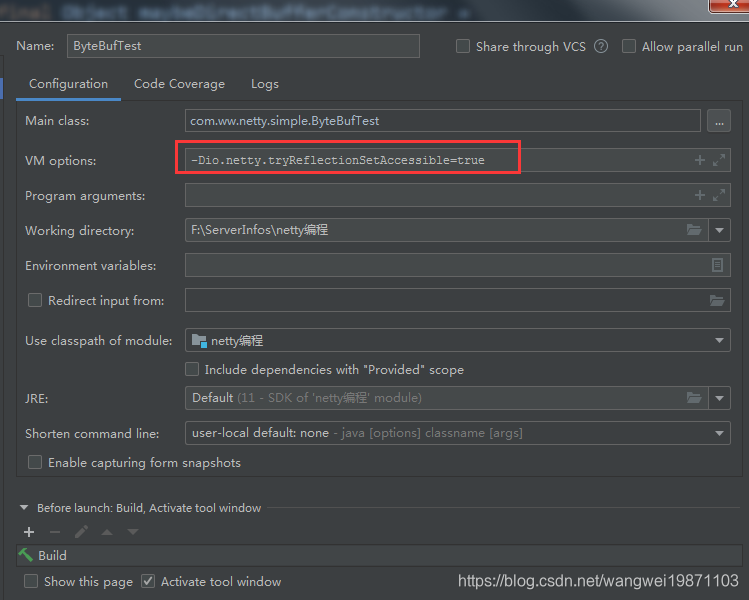 final Object maybeDirectBufferConstructor =
Name: ByteBufTest Share through VCS ? Allow parallel run
Configuration Code Coverage Logs
Main class: com.ww.netty.simple.ByteBufTest ...
VM options: -Dio.netty.tryReflectionSetAccessible=true
Program arguments:
Working directory: F:\ServerInfos\netty编程
Environment variables:
Redirect input from:
Use classpath of module: netty编程
Include dependencies with "Provided" scope
JRE: Default (11 - SDK of 'netty编程' module)
Shorten command line: user-local default: none - java [options] classname [args]
Enable capturing form snapshots
Before launch: Build, Activate tool window
Build
Show this page Activate tool window
https://blog.csdn.net/wangwei19871103